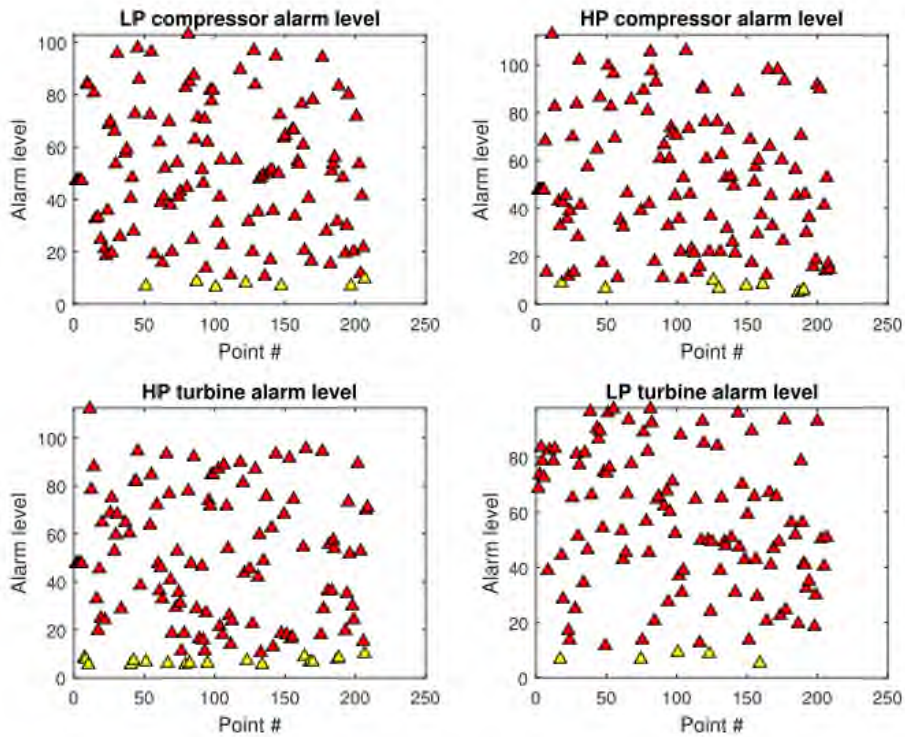 LP compressor alarm level
100
80
60
40
20
0
Alarm level
0 50 100 150 200 250
Point #
HP compressor alarm level
100
80
60
40
20
0
Alarm level
0 50 100 150 200 250
Point #
HP turbine alarm level
100
80
60
40
20
0
Alarm level
0 50 100 150 200 250
Point #
LP turbine alarm level
80
60
40
20
0
Alarm level
0 50 100 150 200 250
Point #